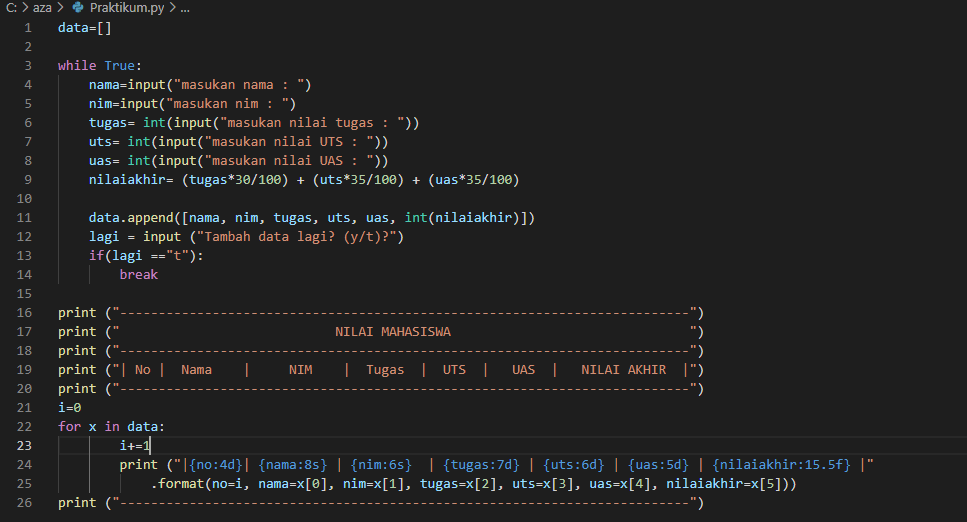 C: > aza > Praktikum.py > ...
1 data=[]
2
3 while True:
4     nama=input("masukan nama : ")
5     nim=input("masukan nim : ")
6     tugas= int(input("masukan nilai tugas : "))
7     uts= int(input("masukan nilai UTS : "))
8     uas= int(input("masukan nilai UAS : "))
9     nilaiakhir= (tugas*30/100) + (uts*35/100) + (uas*35/100)
10
11     data.append([nama, nim, tugas, uts, uas, int(nilaiakhir)])
12     lagi = input ("Tambah data lagi? (y/t)?")
13     if(lagi =="t"):
14         break
15
16 print ("--------------------------------------------------------------------------")
17 print ("                            NILAI MAHASISWA                               ")
18 print ("--------------------------------------------------------------------------")
19 print ("| No |  Nama    |     NIM    |  Tugas  |  UTS  |   UAS  |   NILAI AKHIR  |")
20 print ("--------------------------------------------------------------------------")
21 i=0
22 for x in data:
23         i+=1
24         print ("|{no:4d}| {nama:8s} | {nim:6s}  | {tugas:7d} | {uts:6d} | {uas:5d} | {nilaiakhir:15.5f} |"
25             .format(no=i, nama=x[0], nim=x[1], tugas=x[2], uts=x[3], uas=x[4], nilaiakhir=x[5]))
26 print ("--------------------------------------------------------------------------")